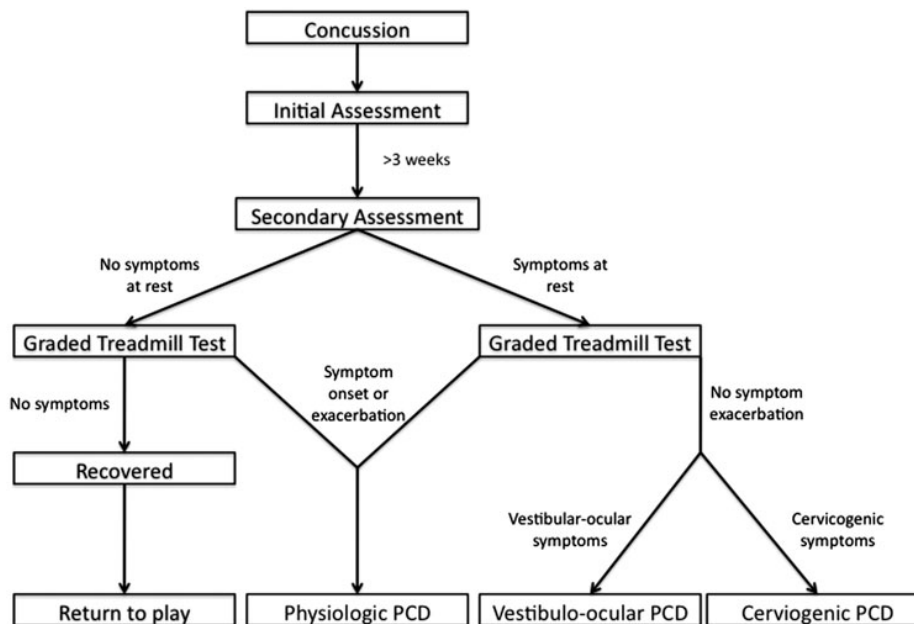 Concussion
Initial Assessment
>3 weeks
Secondary Assessment
No symptoms
at rest
Symptoms at
rest
Graded Treadmill Test
Graded Treadmill Test
Symptom
onset or
exacerbation
No symptoms
No symptom
exacerbation
Recovered
Vestibular-ocular
symptoms
Cervicogenic
symptoms
Return to play
Physiologic PCD
Vestibulo-ocular PCD
Cerviogenic PCD